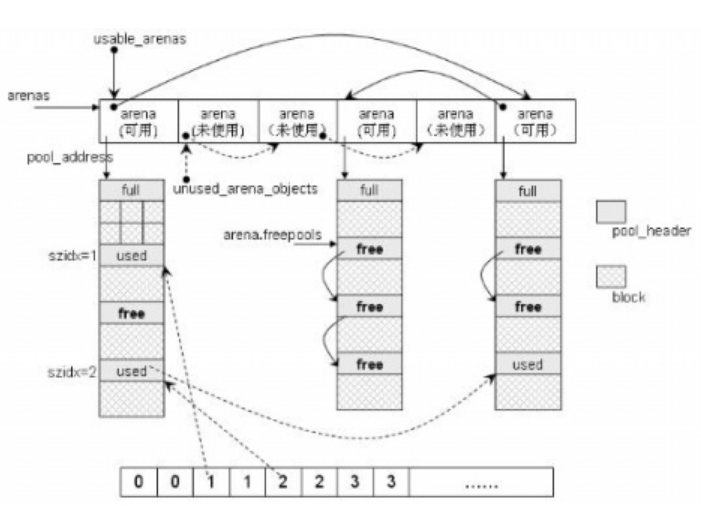 usable_arenas
arenas
arena (可用)
arena (未使用)
arena (未使用)
arena (可用)
arena (未使用)
arena (可用)
pool_address
unused_arena_objects
full
full
full
pool_header
arena.freepools
szidx=1
used
free
free
block
free
free
free
szidx=2
used
free
used
0 0 1 1 2 2 3 3 ......